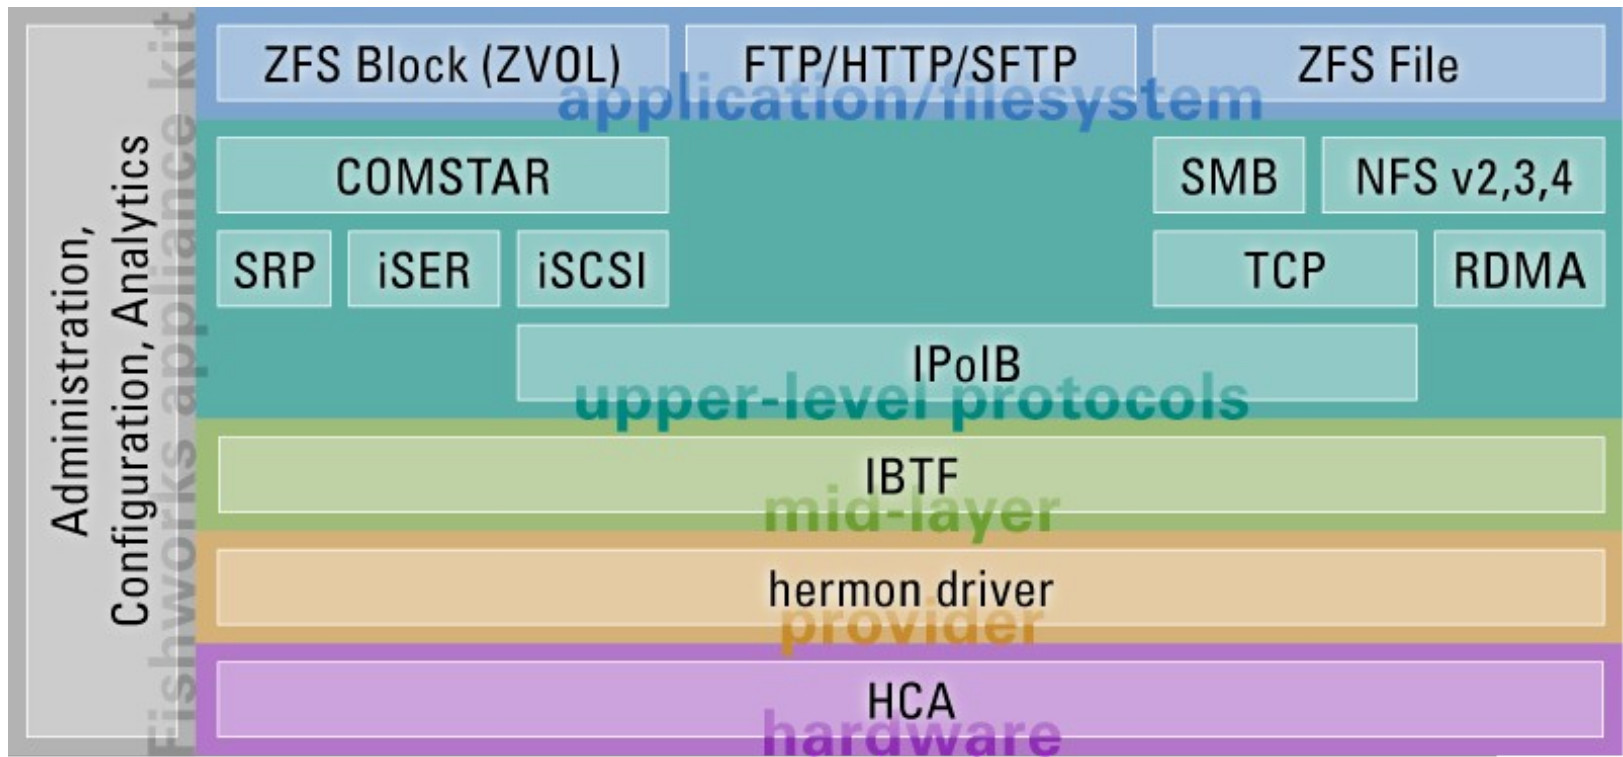 Administration,
Configuration, Analytics
Fishworks appliance kit
ZFS Block (ZVOL)
FTP/HTTP/SFTP
ZFS File
application/filesystem
COMSTAR
SMB
NFS v2,3,4
SRP
iSER
iSCSI
TCP
RDMA
IPoIB
upper-level protocols
IBTF
mid-layer
hermon driver
provider
HCA
hardware